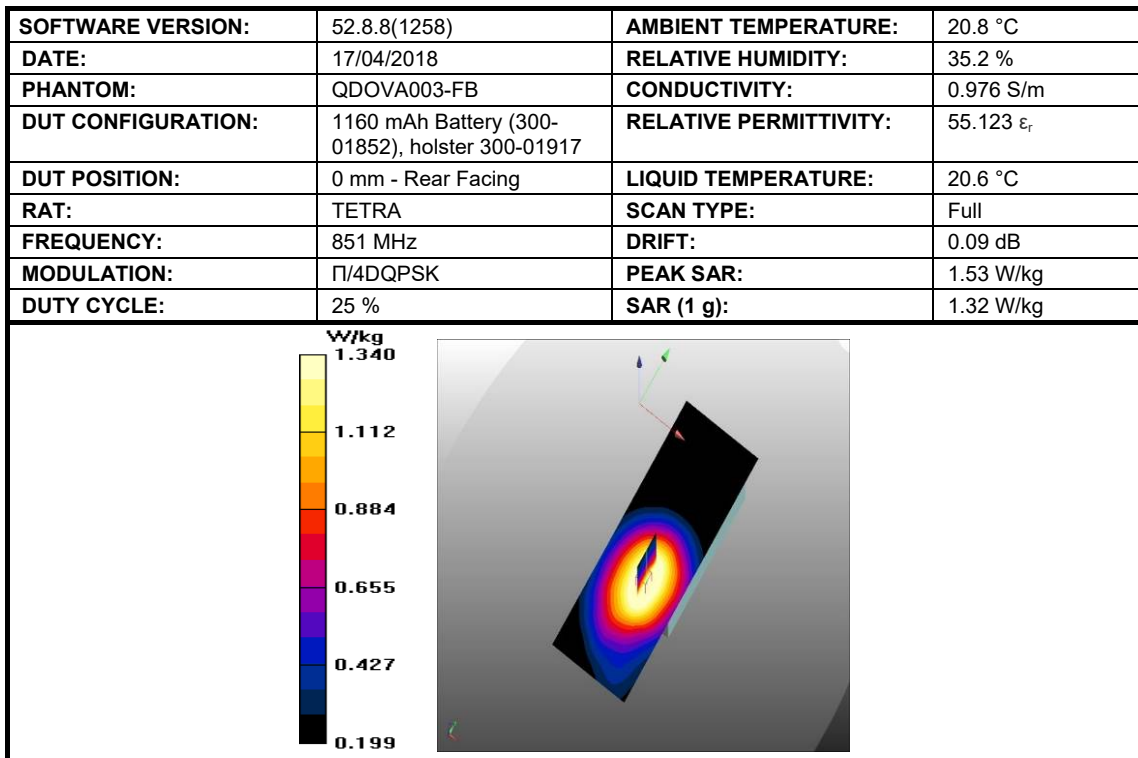 SOFTWARE VERSION: 52.8.8(1258) AMBIENT TEMPERATURE: 20.8 °C
DATE: 17/04/2018 RELATIVE HUMIDITY: 35.2 %
PHANTOM: QDOVA003-FB CONDUCTIVITY: 0.976 S/m
DUT CONFIGURATION: 1160 mAh Battery (300- RELATIVE PERMITTIVITY: 55.123 εr
01852), holster 300-01917
DUT POSITION: 0 mm - Rear Facing LIQUID TEMPERATURE: 20.6 °C
RAT: TETRA SCAN TYPE: Full
FREQUENCY: 851 MHz DRIFT: 0.09 dB
MODULATION: Π/4DQPSK PEAK SAR: 1.53 W/kg
DUTY CYCLE: 25 % SAR (1 g): 1.32 W/kg
W/kg
1.340
1.112
0.884
0.655
0.427
0.199